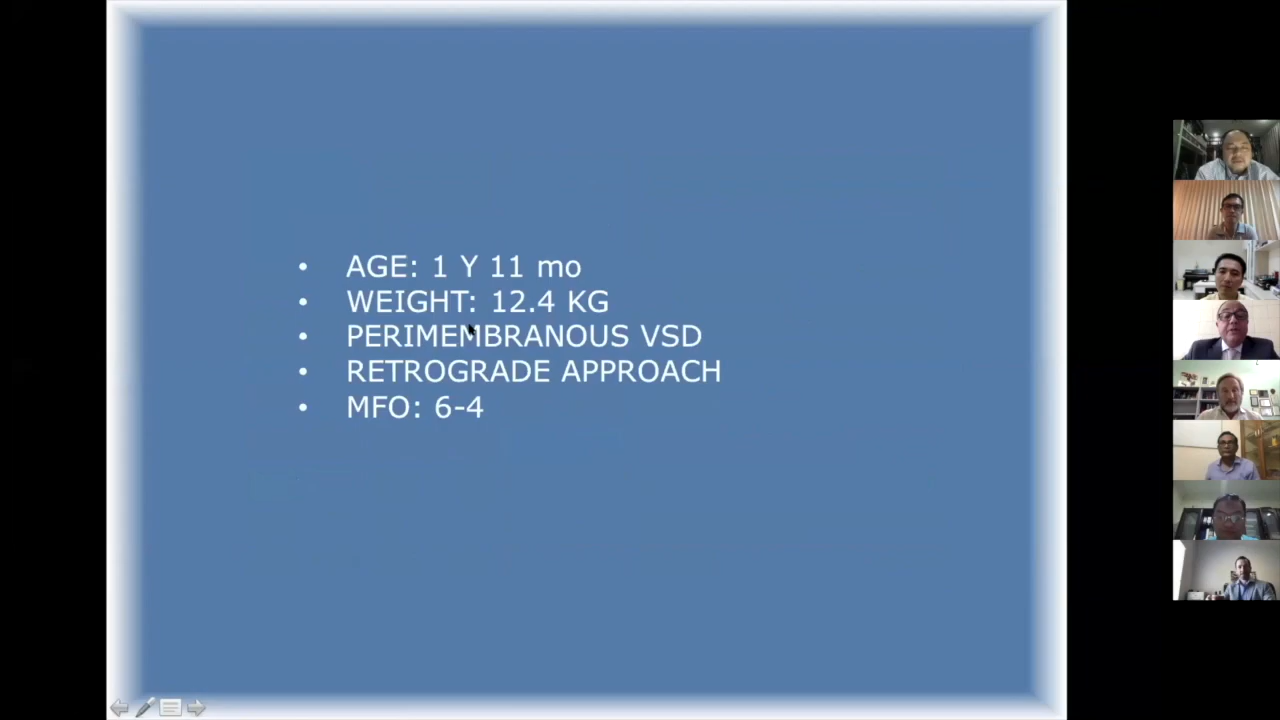 • AGE: 1 Y 11 mo
• WEIGHT: 12.4 KG
• PERIMEMBRANOUS VSD
• RETROGRADE APPROACH
• MFO: 6-4